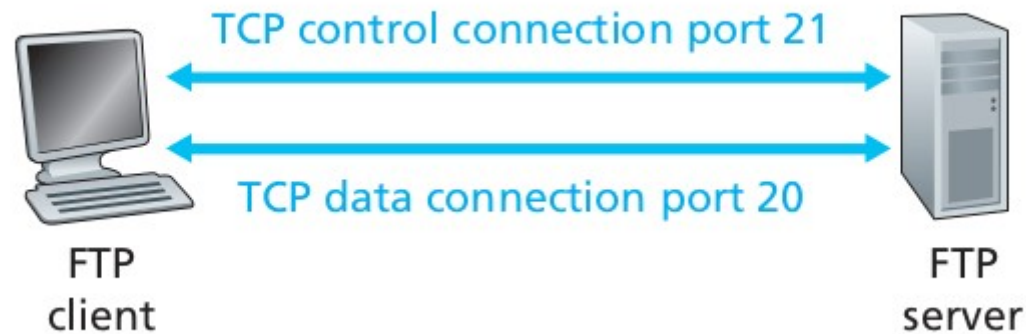 TCP control connection port 21
TCP data connection port 20
FTP
client
FTP
server